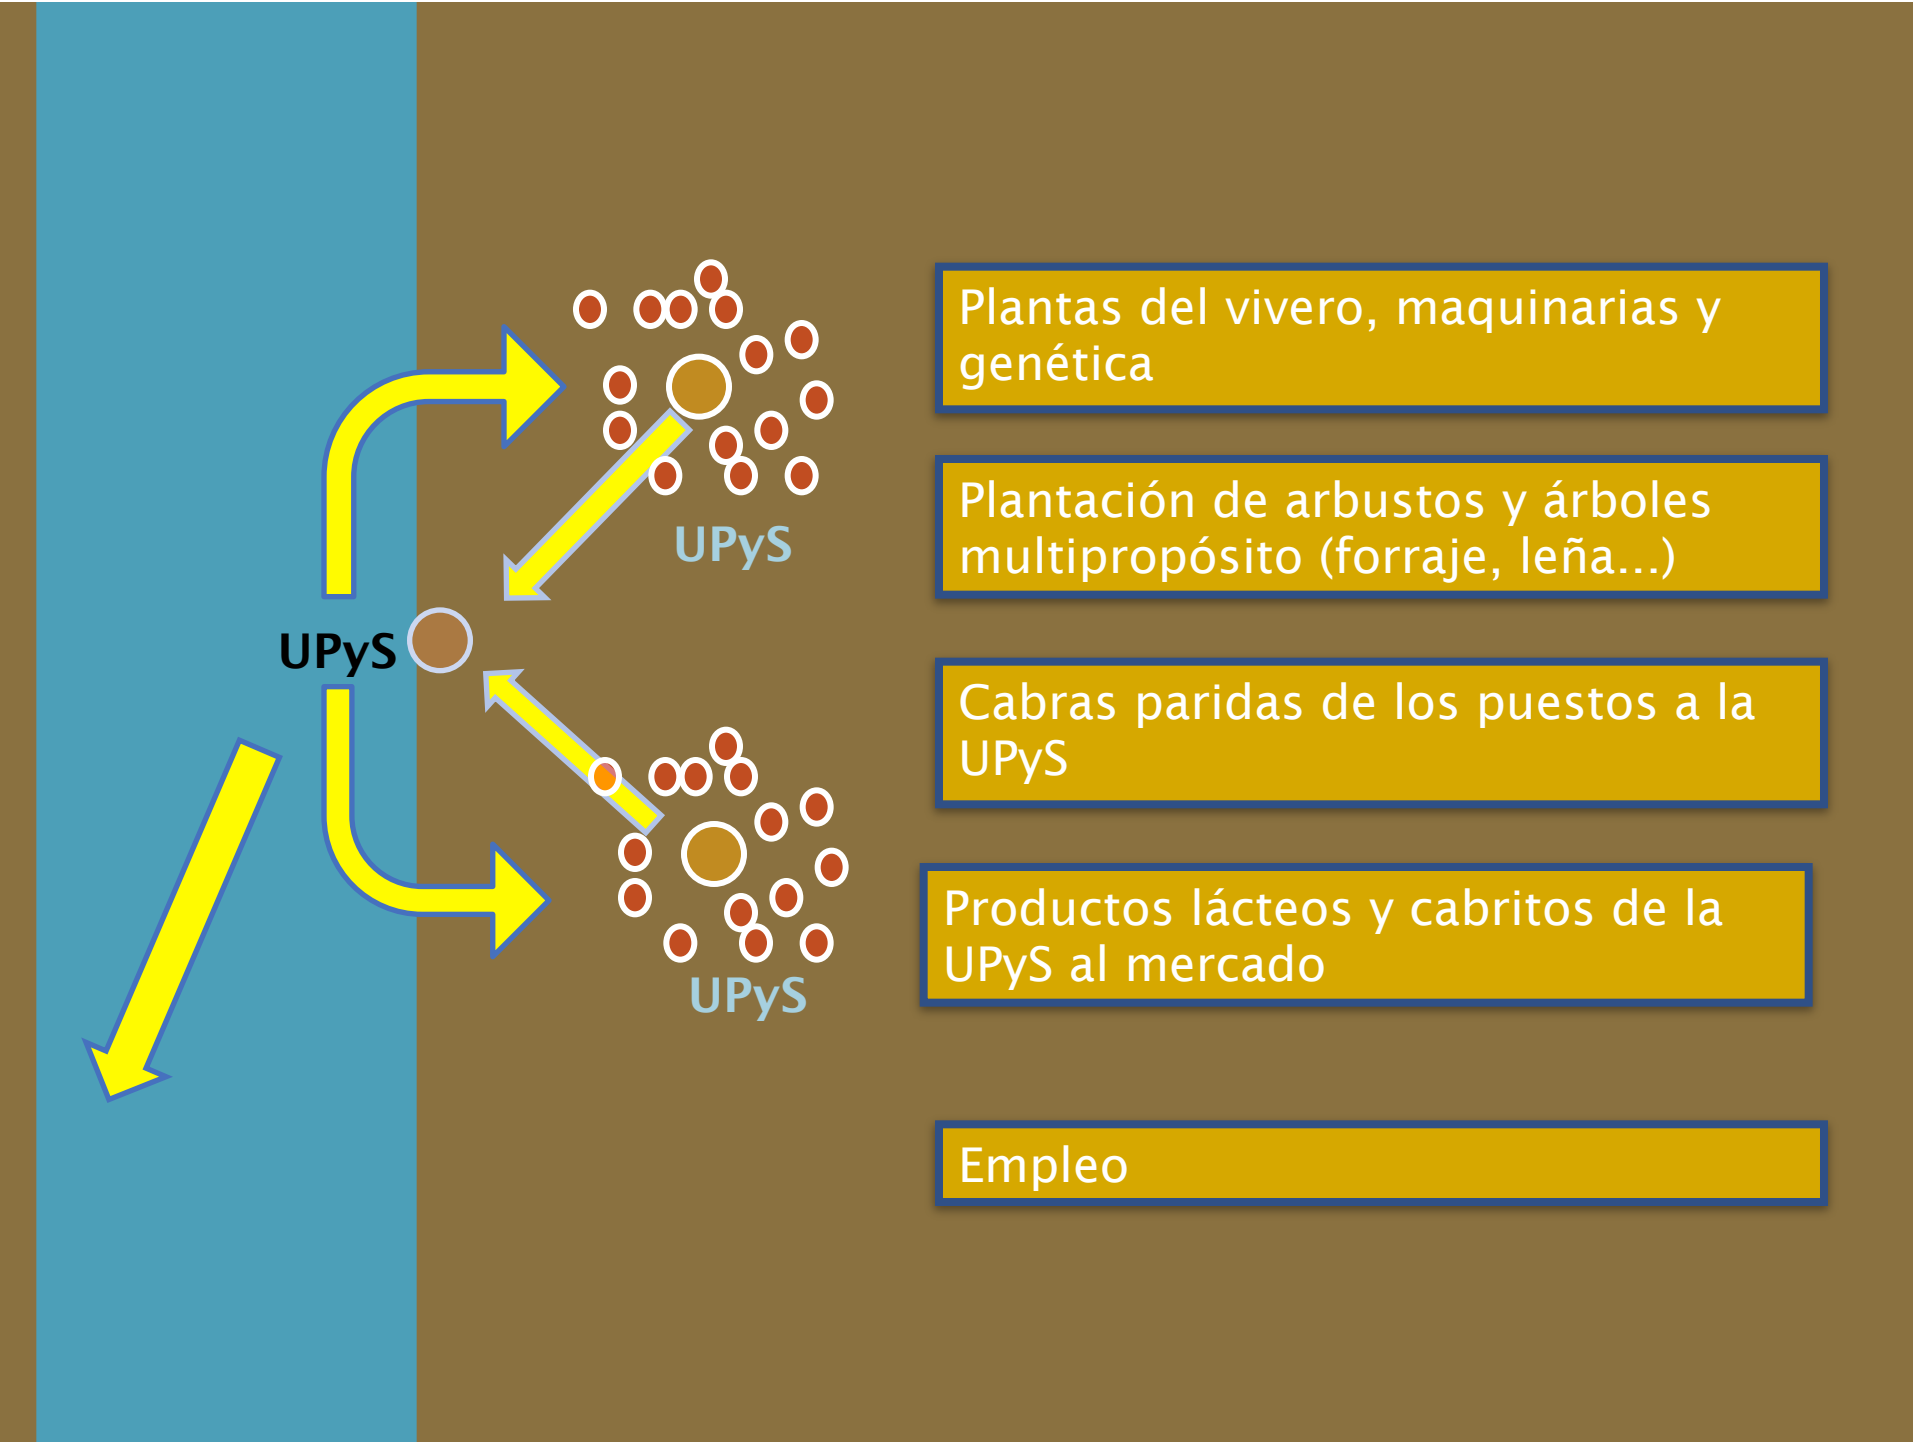 Plantas del vivero, maquinarias y
genética
Plantación de arbustos y árboles
multipropósito (forraje, leña...)
UPyS
UPyS
Cabras paridas de los puestos a la
UPyS
Productos lácteos y cabritos de la
UPyS al mercado
UPyS
Empleo